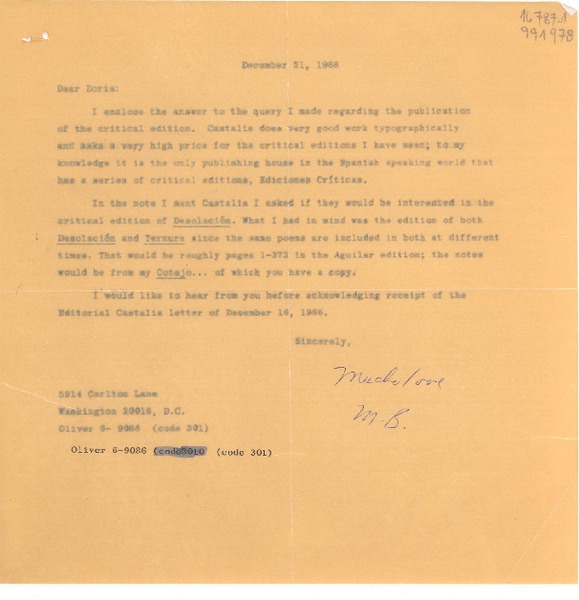 16787-1
991978
December 21, 1966
Dear Doris:
I enclose the answer to the query I made regarding the publication
of the critical edition. Castalia does very good work typographically
and asks a very high price for the critical editions I have seen; to my
knowledge it is the only publishing house in the Spanish speaking world that
has a series of critical editions, Ediciones Críticas.
In the note I sent Castalia I asked if they would be interested in the
critical edition of Desolación. What I had in mind was the edition of both
Desolación and Ternura since the same poems are included in both at different
times. That would be roughly pages 1-372 in the Aguilar edition; the notes
would be from my Cotejo... of which you have a copy.
I would like to hear from you before acknowledging receipt of the
Editorial Castalia letter of December 16, 1966.
Sincerely,
Mucho love
M B.
5914 Carlton Lane
Washington 20016, D.C.
Oliver 6- 9086 (code 301)
Oliver 6-9086 (code 301)